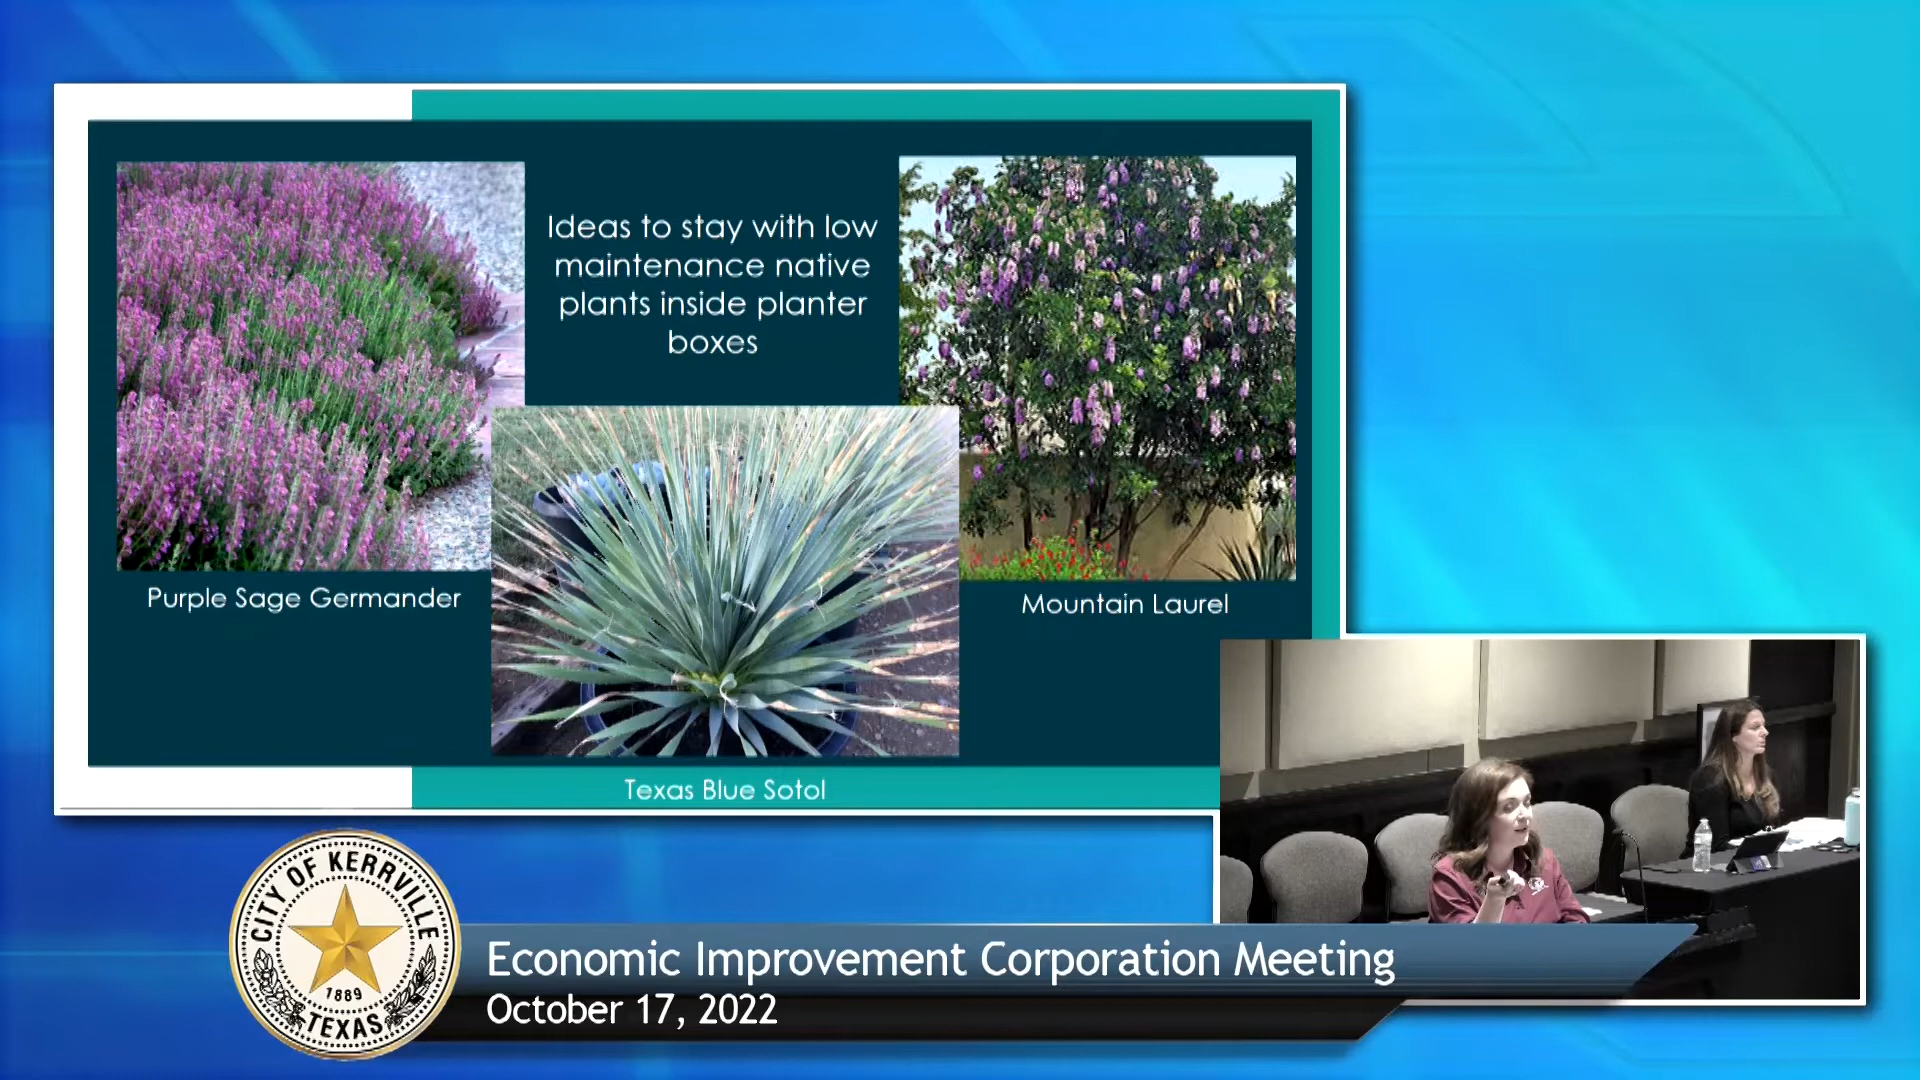 Ideas to stay with low
maintenance native
plants inside planter
boxes
Purple Sage Germander
Mountain Laurel
Texas Blue Sotol
CITY OF KERRVILLE
1889
TEXAS
Economic Improvement Corporation Meeting
October 17, 2022